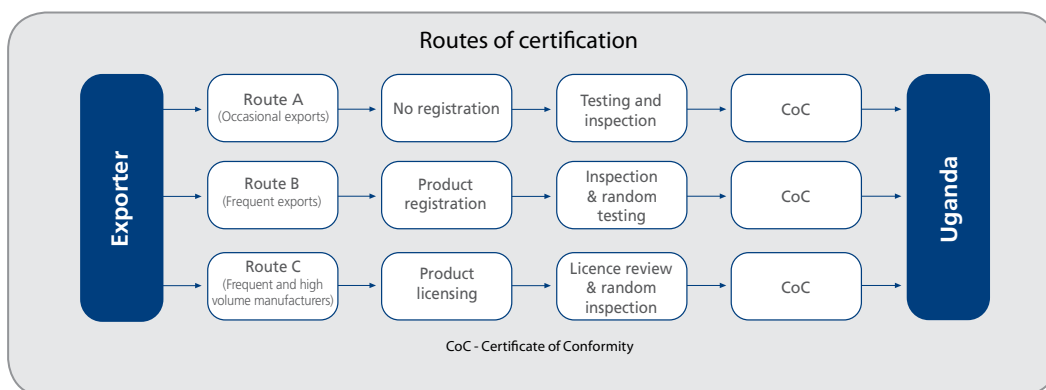 Routes of certification
Exporter
Route A
(Occasional exports)
No registration
Testing and
inspection
CoC
Route B
(Frequent exports)
Product
registration
Inspection
& random
testing
CoC
Route C
(Frequent and high
volume manufacturers)
Product
licensing
Licence review
& random
inspection
CoC
Uganda
CoC - Certificate of Conformity